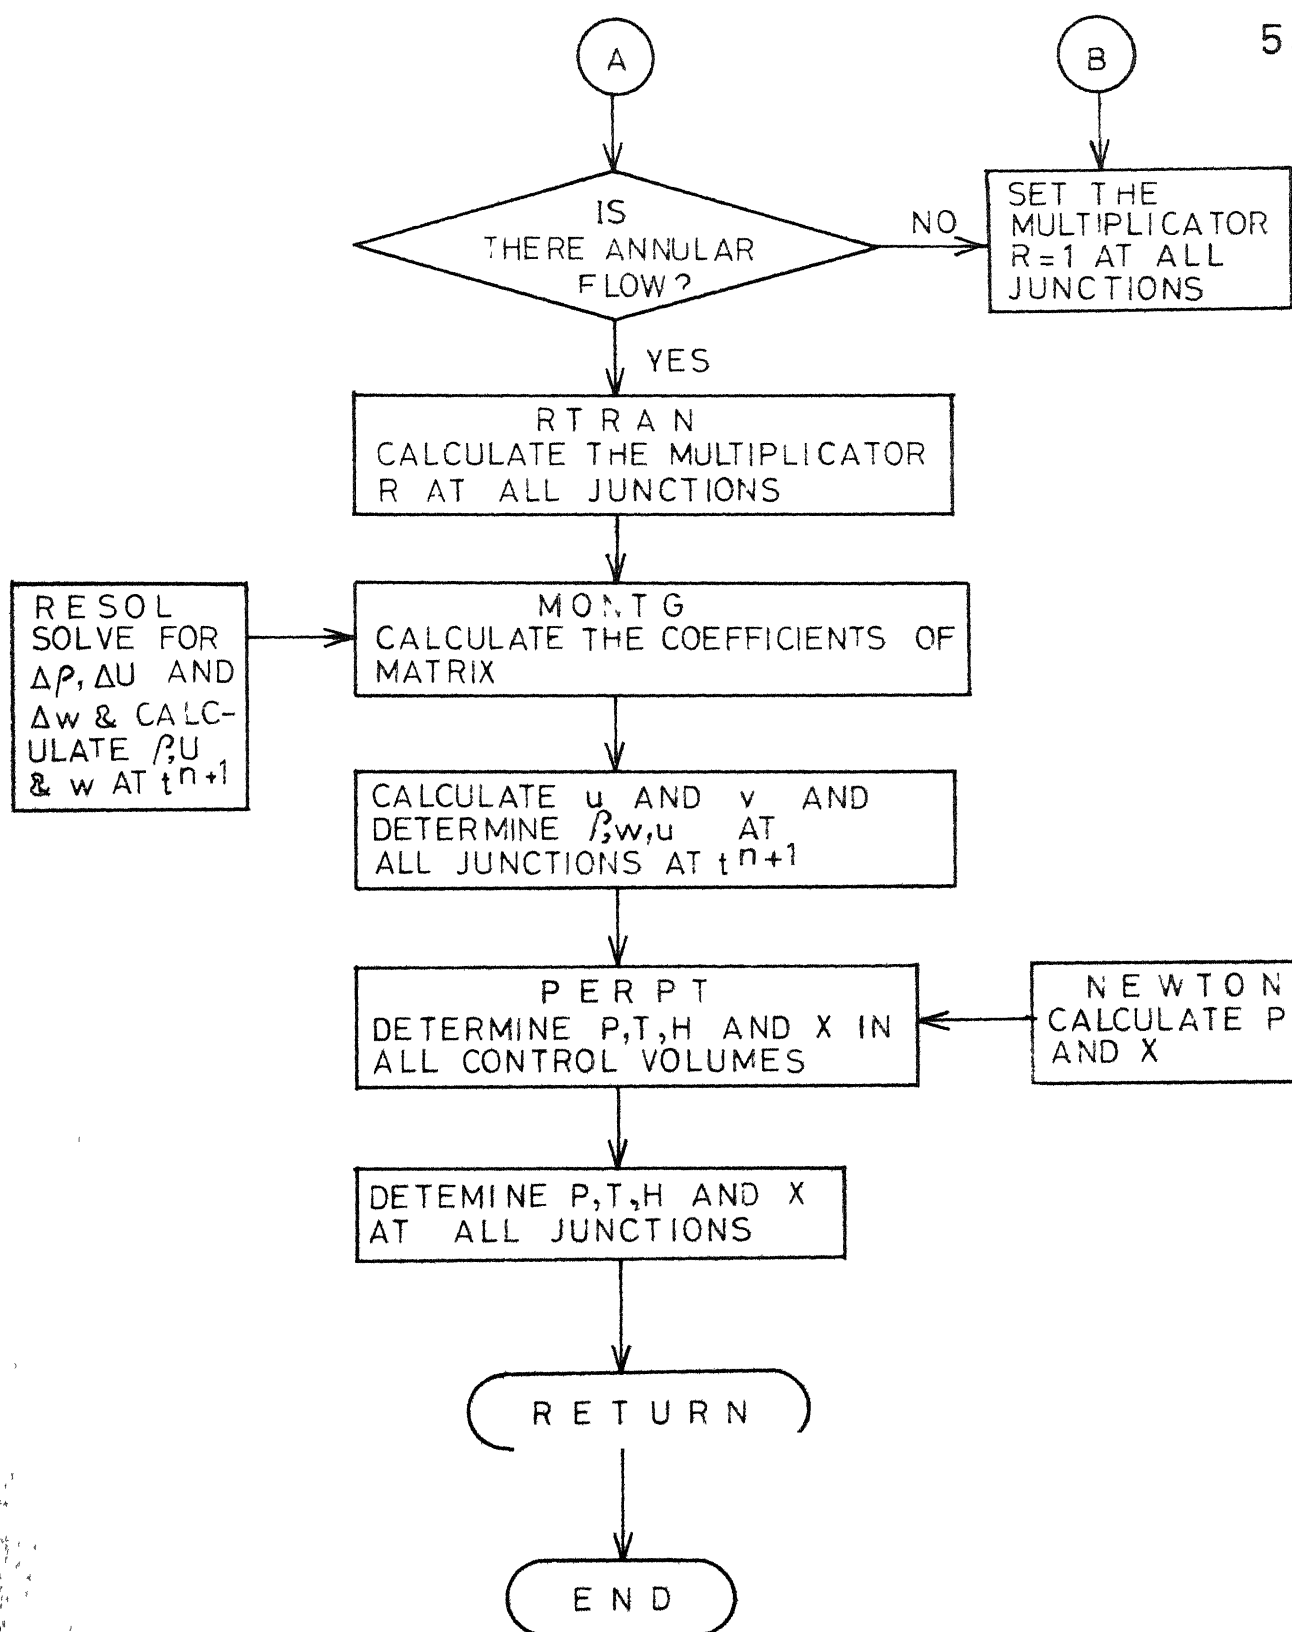 5
A
B
IS
THERE ANNULAR
FLOW?
NO
SET THE
MULTIPLICATOR
R=1 AT ALL
JUNCTIONS
YES
RTRAN
CALCULATE THE MULTIPLICATOR
R AT ALL JUNCTIONS
RESOL
SOLVE FOR
Δρ, ΔU AND
Δw & CALC-
ULATE ρ,U
& w AT tⁿ⁺¹
MONTG
CALCULATE THE COEFFICIENTS OF
MATRIX
CALCULATE u AND v AND
DETERMINE ρ,w,u AT
ALL JUNCTIONS AT tⁿ⁺¹
PERPT
DETERMINE P,T,H AND X IN
ALL CONTROL VOLUMES
NEWTON
CALCULATE P
AND X
DETEMINE P,T,H AND X
AT ALL JUNCTIONS
RETURN
END